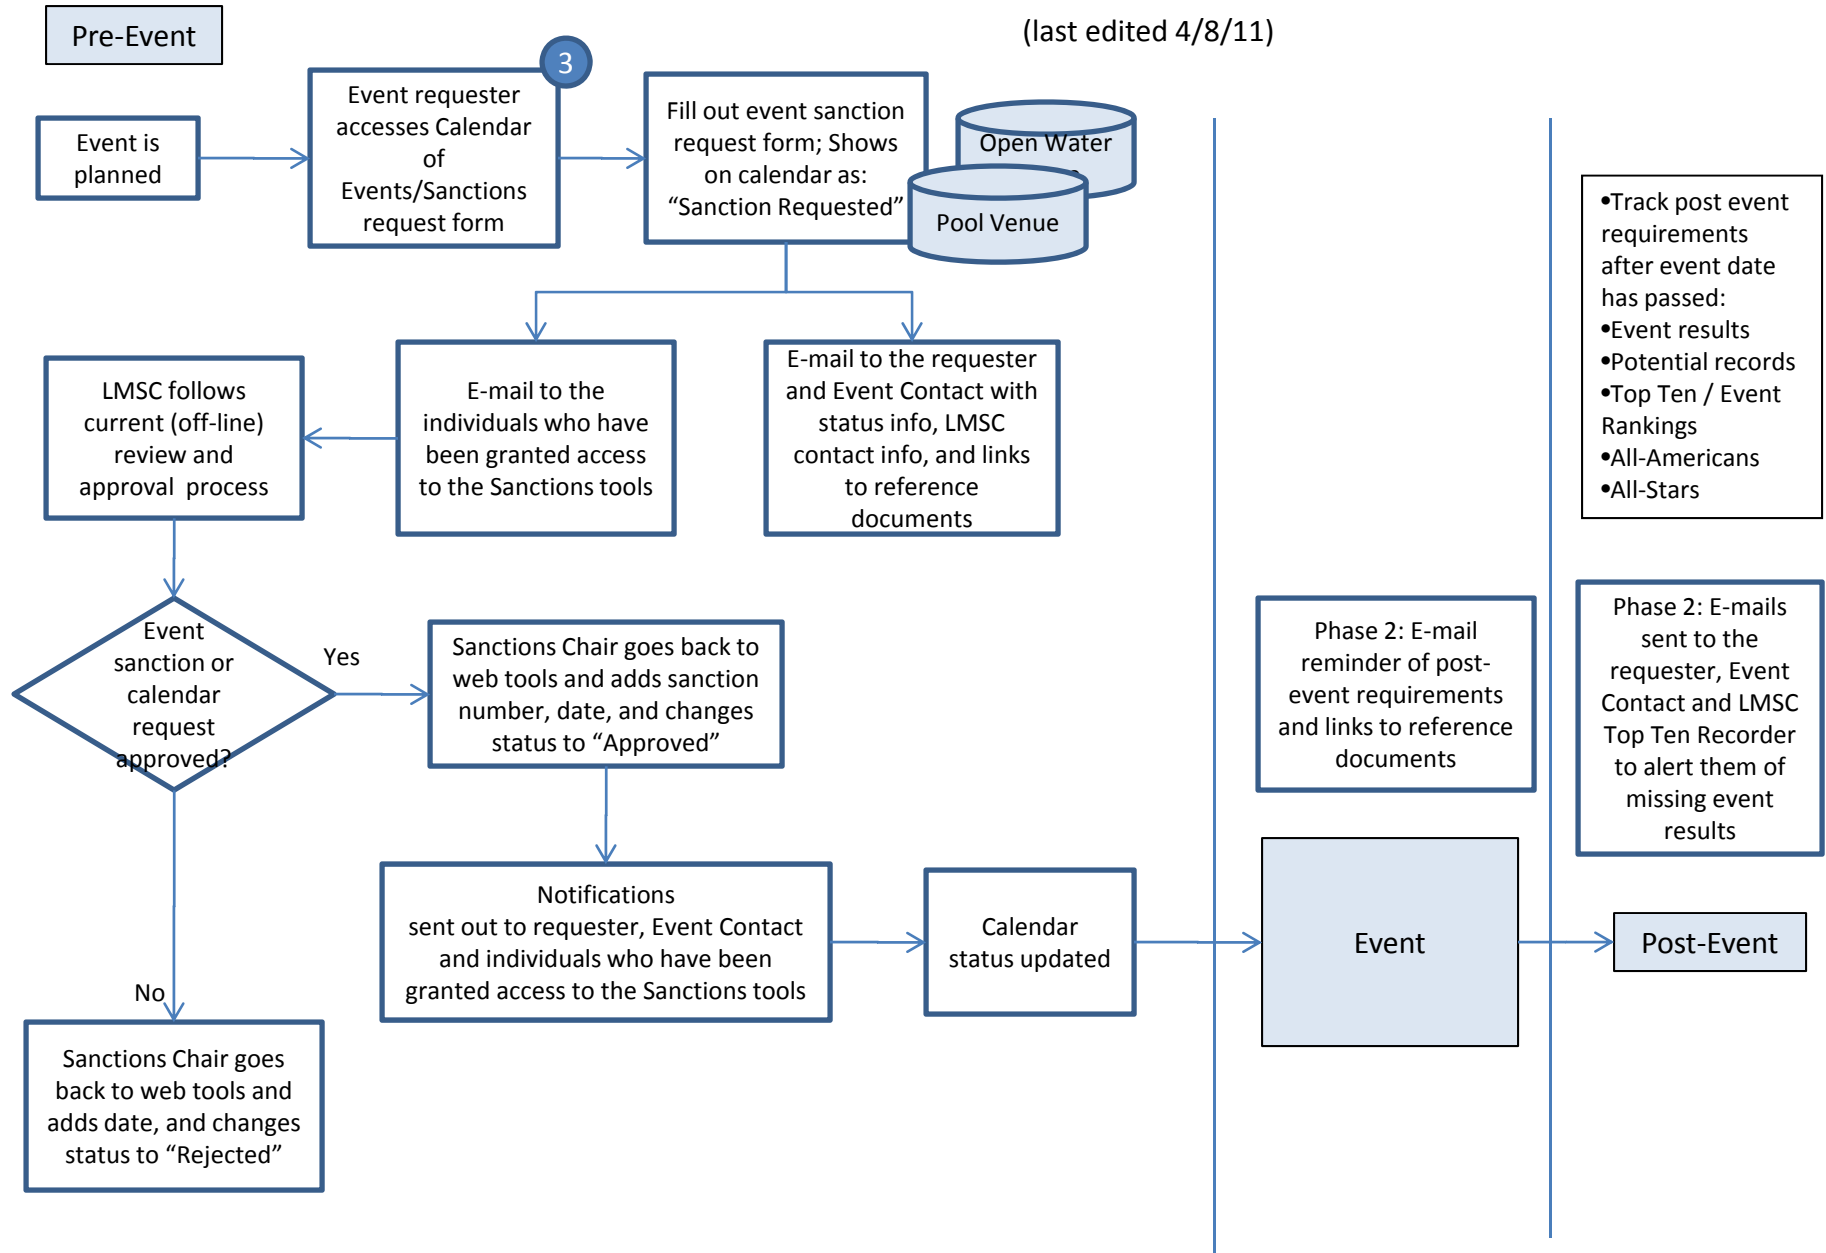 Pre-Event
(last edited 4/8/11)
Event is
planned
3
Event requester
accesses Calendar
of
Events/Sanctions
request form
Fill out event sanction
request form; Shows
on calendar as:
“Sanction Requested”
Open Water
Pool Venue
•Track post event
requirements
after event date
has passed:
•Event results
•Potential records
•Top Ten / Event
Rankings
•All-Americans
•All-Stars
LMSC follows
current (off-line)
review and
approval process
E-mail to the
individuals who have
been granted access
to the Sanctions tools
E-mail to the requester
and Event Contact with
status info, LMSC
contact info, and links
to reference
documents
Event
sanction or
calendar
request
approved?
Yes
Sanctions Chair goes back to
web tools and adds sanction
number, date, and changes
status to “Approved”
Phase 2: E-mail
reminder of post-
event requirements
and links to reference
documents
Phase 2: E-mails
sent to the
requester, Event
Contact and LMSC
Top Ten Recorder
to alert them of
missing event
results
Notifications
sent out to requester, Event Contact
and individuals who have been
granted access to the Sanctions tools
Calendar
status updated
Event
Post-Event
No
Sanctions Chair goes
back to web tools and
adds date, and changes
status to “Rejected”